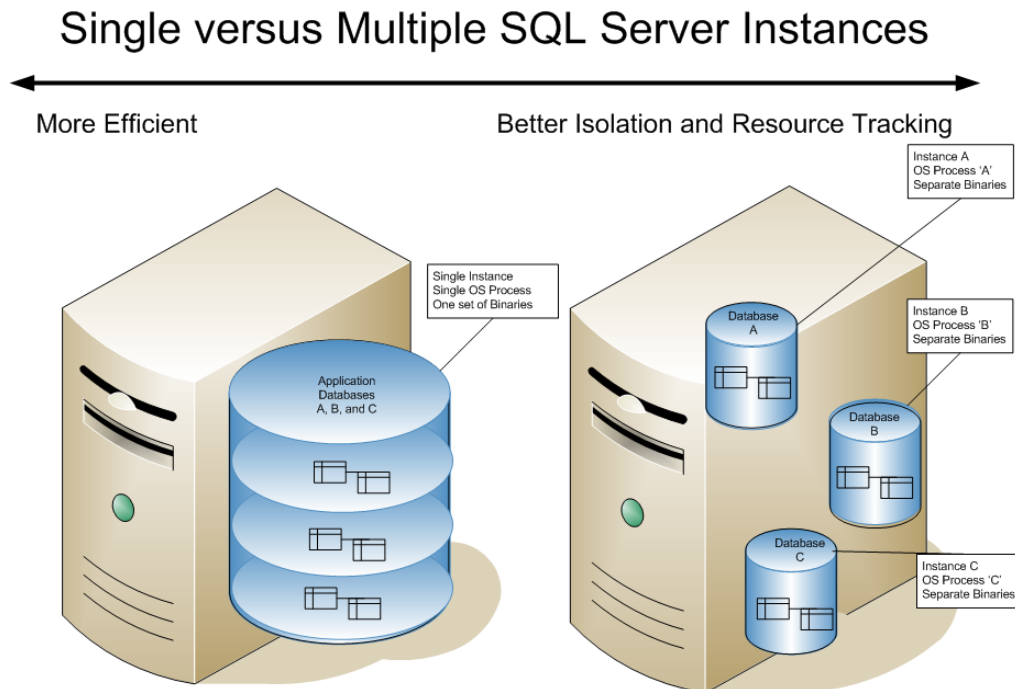 Single versus Multiple SQL Server Instances
More Efficient
Better Isolation and Resource Tracking
Single Instance
Single OS Process
One set of Binaries
Application
Databases
A, B, and C
Instance A
OS Process 'A'
Separate Binaries
Database
A
Instance B
OS Process 'B'
Separate Binaries
Database
B
Database
C
Instance C
OS Process 'C'
Separate Binaries